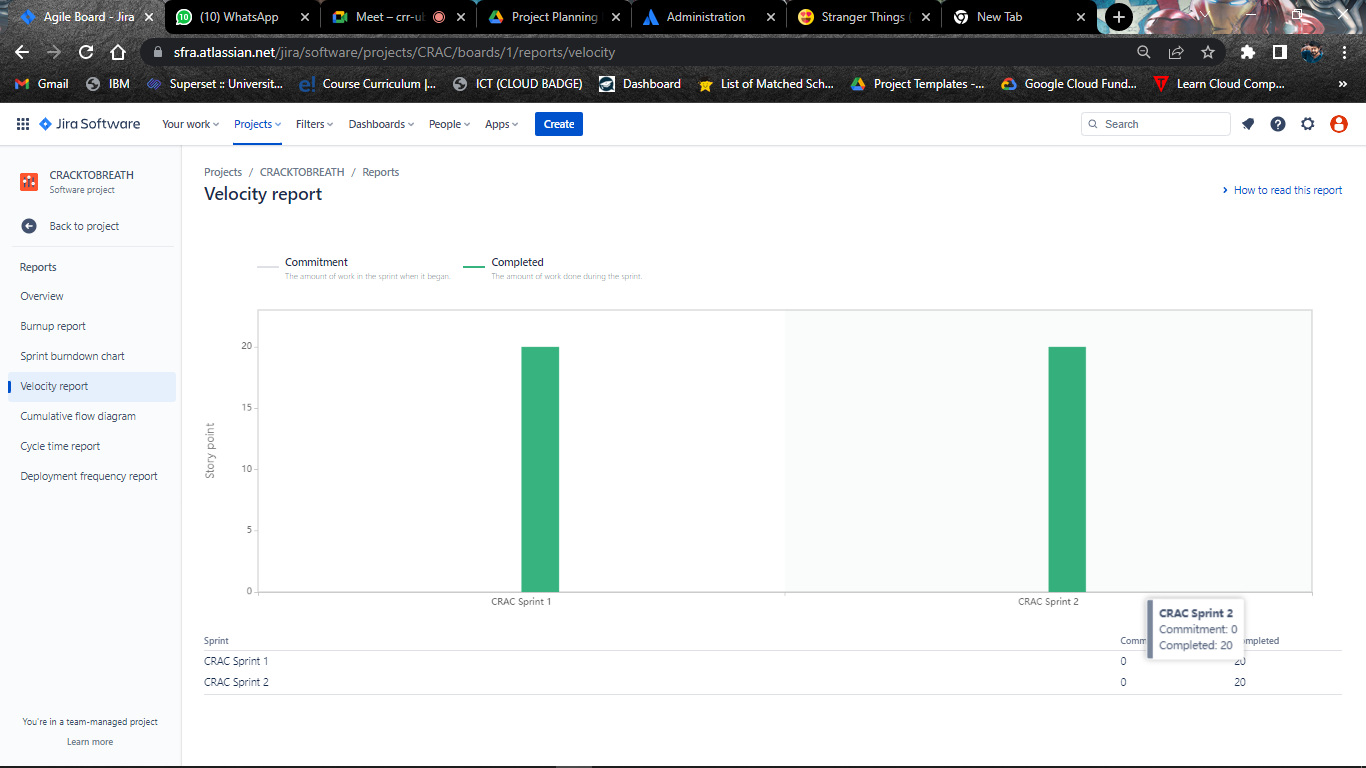 Agile Board - Jira
(10) WhatsApp
Meet – crr-u
Project Planning
Administration
Stranger Things (
New Tab
sfra.atlassian.net/jira/software/projects/CRAC/boards/1/reports/velocity
Gmail
IBM
Superset :: Universit...
Course Curriculum |...
ICT (CLOUD BADGE)
Dashboard
List of Matched Sch...
Project Templates -...
Google Cloud Fund...
Learn Cloud Comp...
»
Jira Software
Your work
Projects
Filters
Dashboards
People
Apps
Create
Search
CRACKTOBREATH
Software project
Back to project
Reports
Overview
Burnup report
Sprint burndown chart
Velocity report
Cumulative flow diagram
Cycle time report
Deployment frequency report
You're in a team-managed project
Learn more
Projects / CRACKTOBREATH / Reports
Velocity report
How to read this report
Commitment
The amount of work in the sprint when it began.
Completed
The amount of work done during the sprint.
Story point
20
15
10
5
0
CRAC Sprint 1
CRAC Sprint 2
CRAC Sprint 2
Commitment: 0
Completed: 20
Sprint
CRAC Sprint 1 0 20
CRAC Sprint 2 0 20